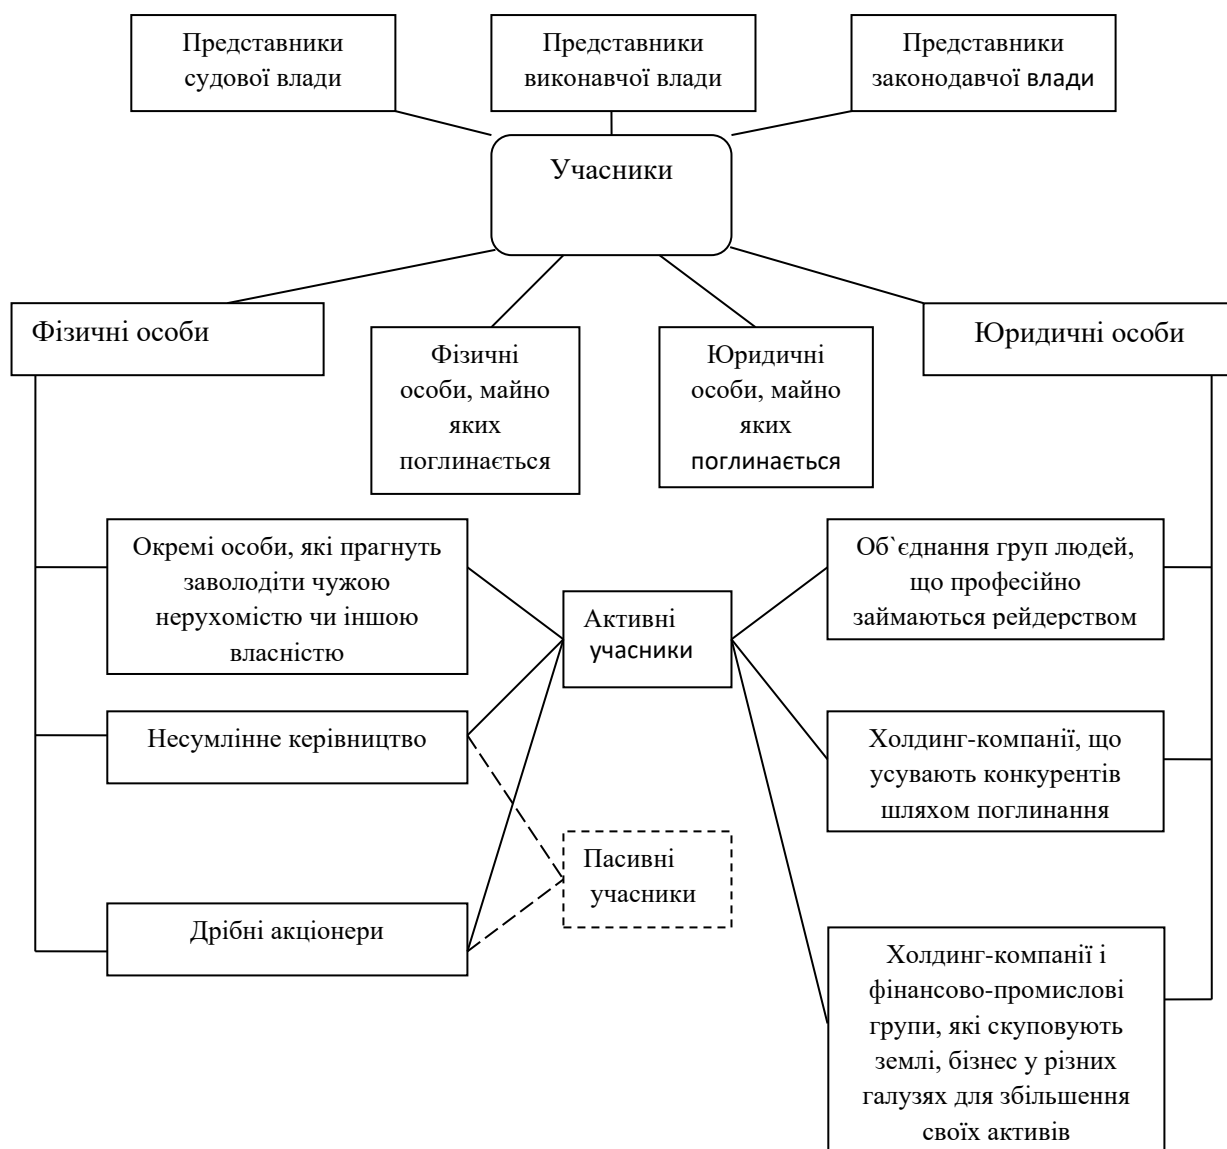 Представники
судової влади
Представники
виконавчої влади
Представники
законодавчої влади
Учасники
Фізичні особи
Юридичні особи
Фізичні
особи, майно
яких
поглинається
Юридичні
особи, майно
яких
поглинається
Окремі особи, які прагнуть
заволодіти чужою
нерухомістю чи іншою
власністю
Об`єднання груп людей,
що професійно
займаються рейдерством
Активні
учасники
Несумлінне керівництво
Холдинг-компанії, що
усувають конкурентів
шляхом поглинання
Пасивні
учасники
Дрібні акціонери
Холдинг-компанії і
фінансово-промислові
групи, які скуповують
землі, бізнес у різних
галузях для збільшення
своїх активів